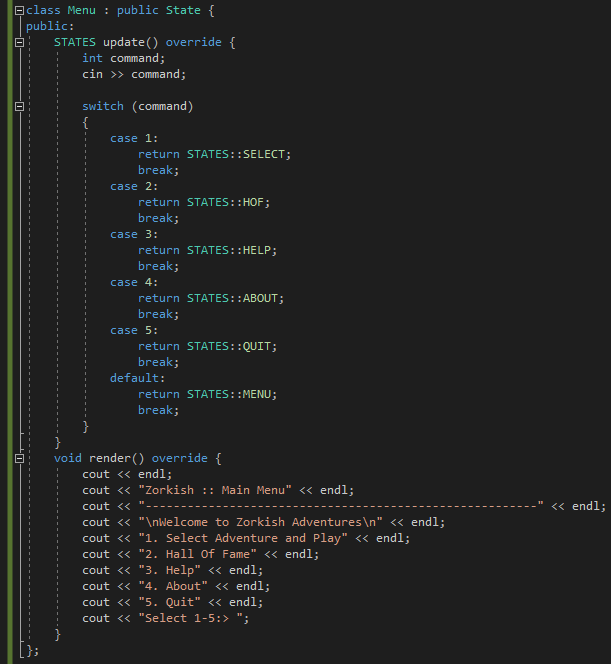 class Menu : public State {
public:
    STATES update() override {
        int command;
        cin >> command;

        switch (command)
        {
            case 1:
                return STATES::SELECT;
                break;
            case 2:
                return STATES::HOF;
                break;
            case 3:
                return STATES::HELP;
                break;
            case 4:
                return STATES::ABOUT;
                break;
            case 5:
                return STATES::QUIT;
                break;
            default:
                return STATES::MENU;
                break;
        }
    }
    void render() override {
        cout << endl;
        cout << "Zorkish :: Main Menu" << endl;
        cout << "--------------------------------------------------------" << endl;
        cout << "\nWelcome to Zorkish Adventures\n" << endl;
        cout << "1. Select Adventure and Play" << endl;
        cout << "2. Hall Of Fame" << endl;
        cout << "3. Help" << endl;
        cout << "4. About" << endl;
        cout << "5. Quit" << endl;
        cout << "Select 1-5:> ";
    }
};